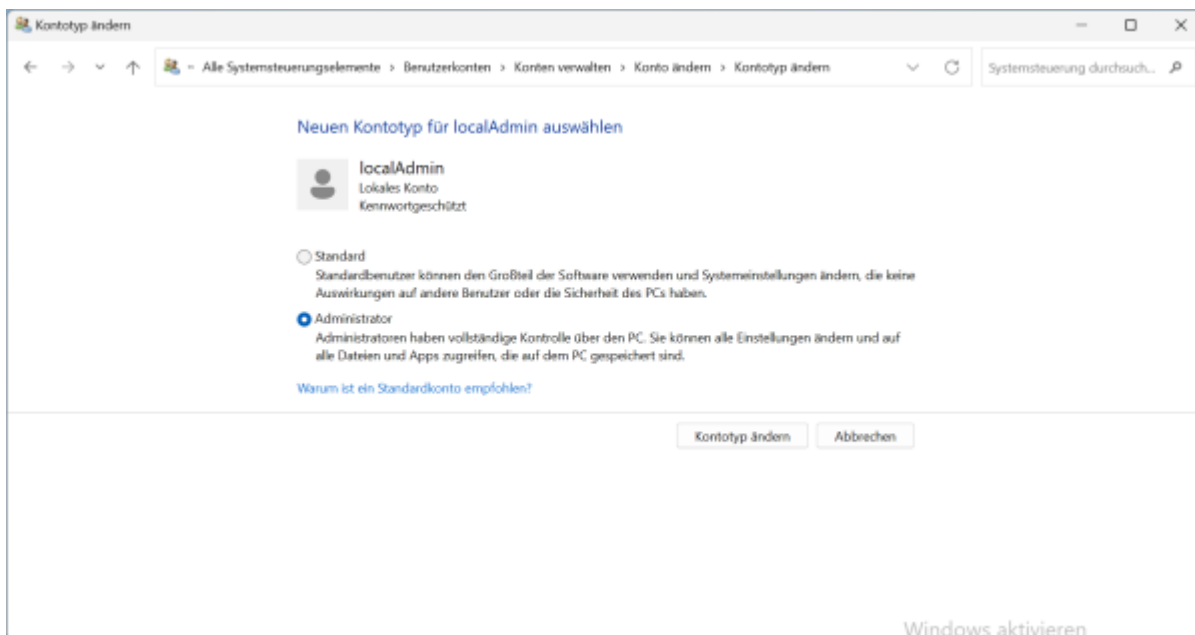 Kontotyp ändern
Alle Systemsteuerungselemente > Benutzerkonten > Konten verwalten > Konto ändern > Kontotyp ändern
Systemsteuerung durchsuch...
Neuen Kontotyp für localAdmin auswählen
localAdmin
Lokales Konto
Kennwortgeschützt
Standard
Standardbenutzer können den Großteil der Software verwenden und Systemeinstellungen ändern, die keine
Auswirkungen auf andere Benutzer oder die Sicherheit des PCs haben.
Administrator
Administratoren haben vollständige Kontrolle über den PC. Sie können alle Einstellungen ändern und auf
alle Dateien und Apps zugreifen, die auf dem PC gespeichert sind.
Warum ist ein Standardkonto empfohlen?
Kontotyp ändern
Abbrechen
Windows aktivieren